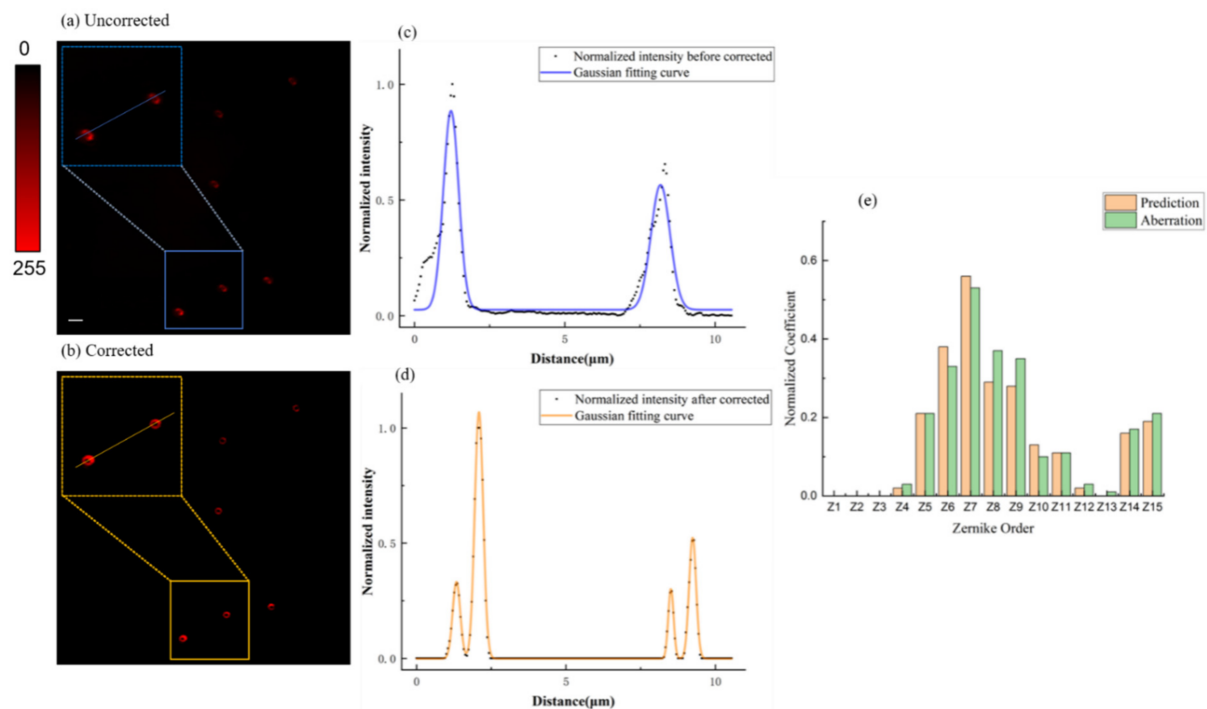 (a) Uncorrected
0
255
(b) Corrected
(c)
Normalized intensity before corrected
Gaussian fitting curve
1.0
0.5
0.0
Normalized intensity
0
5
10
Distance(μm)
(d)
Normalized intensity after corrected
Gaussian fitting curve
1.0
0.5
0.0
Normalized intensity
0
5
10
Distance(μm)
(e)
Prediction
Aberration
0.6
0.4
0.2
0.0
Normalized Coefficient
Z1 Z2 Z3 Z4 Z5 Z6 Z7 Z8 Z9 Z10 Z11 Z12 Z13 Z14 Z15
Zernike Order